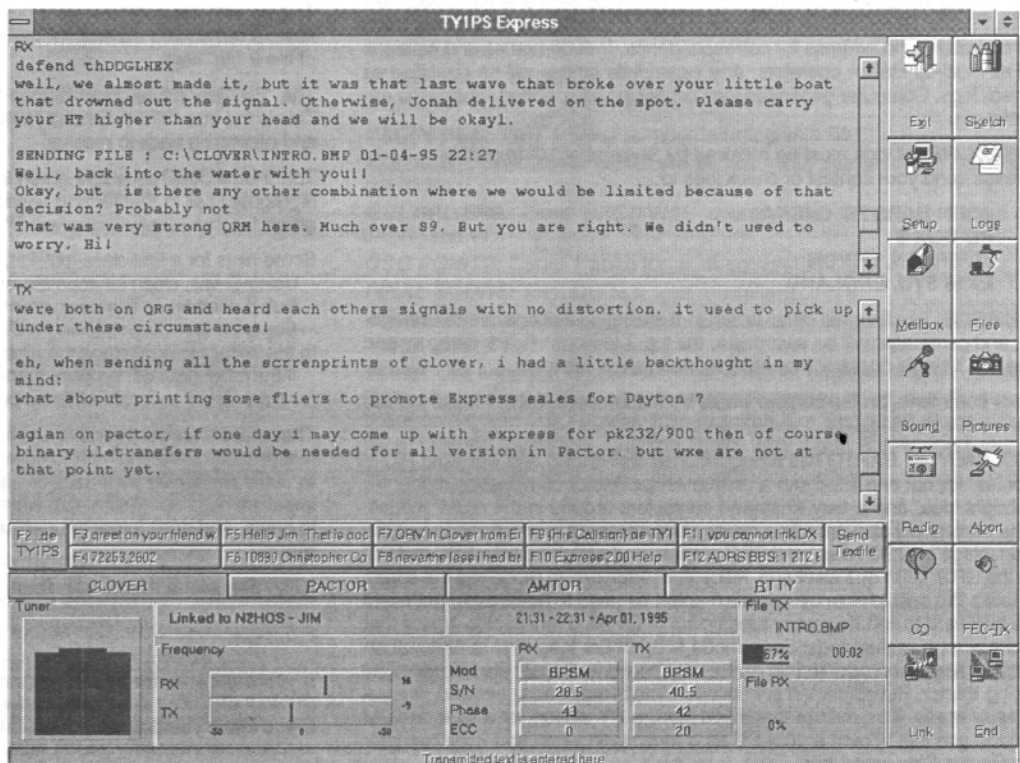 TY1PS Express
RX
defend thDDGLHEX
well, we almost made it, but it was that last wave that broke over your little boat
that drowned out the signal. Otherwise, Jonah delivered on the spot. Please carry
your HT higher than your head and we will be okay1.
SENDING FILE : C:\CLOVER\INTRO.BMP 01-04-95 22:27
Well, back into the water with you!!
Okay, but is there any other combination where we would be limited because of that
decision? Probably not
That was very strong QRM here. Much over S9. But you are right. We didn't used to
worry. Hi!
TX
were both on QRG and heard each others signals with no distortion. it used to pick up
under these circumstances!
eh, when sending all the scrrenprints of clover, i had a little backthought in my
mind:
what aboput printing some fliers to promote Express sales for Dayton ?
agian on pactor, if one day i may come up with express for pk232/900 then of course
binary iletransfers would be needed for all version in Pactor. but wxe are not at
that point yet.
Exit
Sketch
Setup
Logs
Mailbox
Files
Sound
Pictures
Radio
Abort
CQ
FEC-TX
Link
End
F2 .de TY1PS
F3 greet on your friend w
F5 Hello Jim. That is
F7 QRV in Clover from
F9 {His Callsign} de TY1
F11 you cannot link DX
Send Textfile
F4 72253,2602
F6 10890 Christopher Co
F8 nevertheless i had
F10 Express 2.00 Help
F12 ADRS BBS: 1 212
CLOVER
PACTOR
AMTOR
RTTY
Tuner
Linked to N2HOS - JIM
21:31 - 22:31 - Apr 01, 1995
File TX
INTRO.BMP
67%
00:02
Frequency
RX
16
TX
-9
-50
0
+50
RX
TX
Mod
BPSM
BPSM
S/N
28.5
40.5
Phase
43
42
ECC
0
20
File RX
0%
Transmitted text is entered here